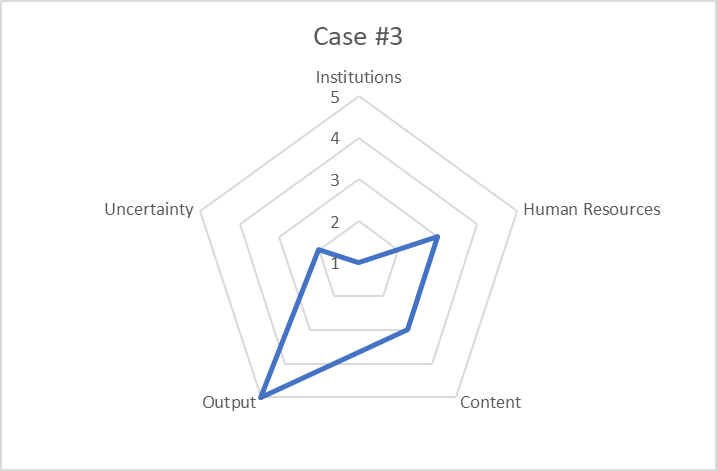 Case #3
Institutions
5
4
3
2
1
Uncertainty
Human Resources
Output
Content